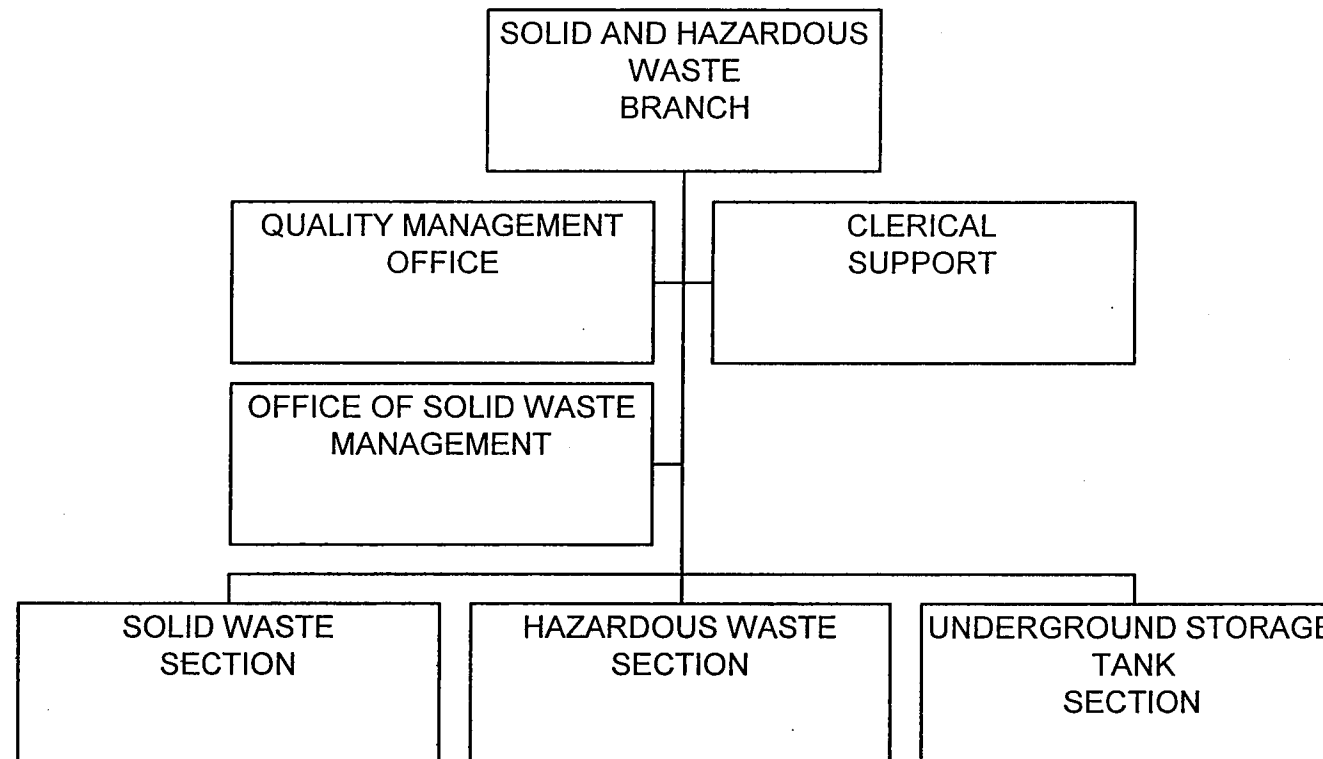 SOLID AND HAZARDOUS
WASTE
BRANCH
QUALITY MANAGEMENT
OFFICE
CLERICAL
SUPPORT
OFFICE OF SOLID WASTE
MANAGEMENT
SOLID WASTE
SECTION
HAZARDOUS WASTE
SECTION
UNDERGROUND STORAGE
TANK
SECTION